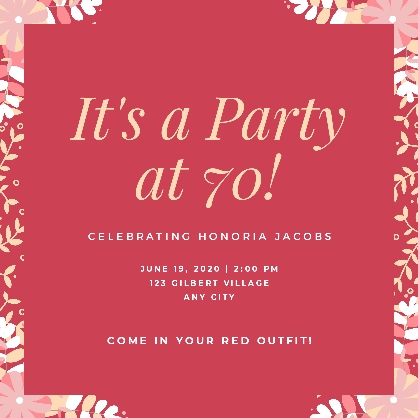 It's a Party
at 70!
CELEBRATING HONORIA JACOBS
JUNE 19, 2020 | 2:00 PM
123 GILBERT VILLAGE
ANY CITY
COME IN YOUR RED OUTFIT!